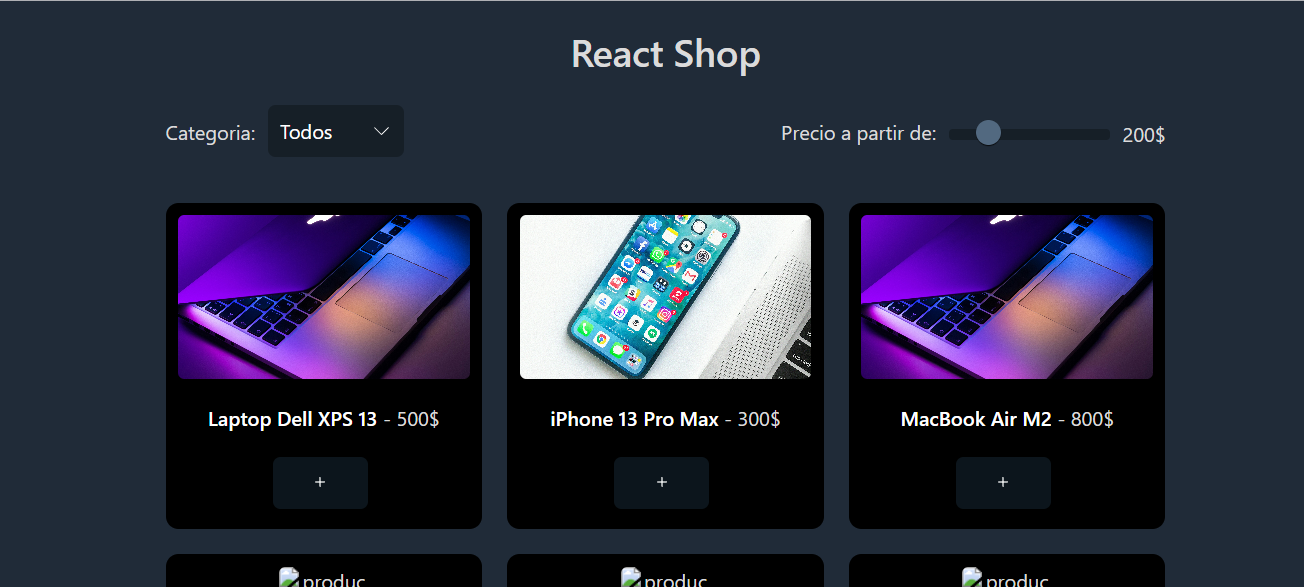 React Shop
Categoria: Todos Precio a partir de: 200$
Laptop Dell XPS 13 - 500$
iPhone 13 Pro Max - 300$
MacBook Air M2 - 800$
+
+
+
produc
produc
produc